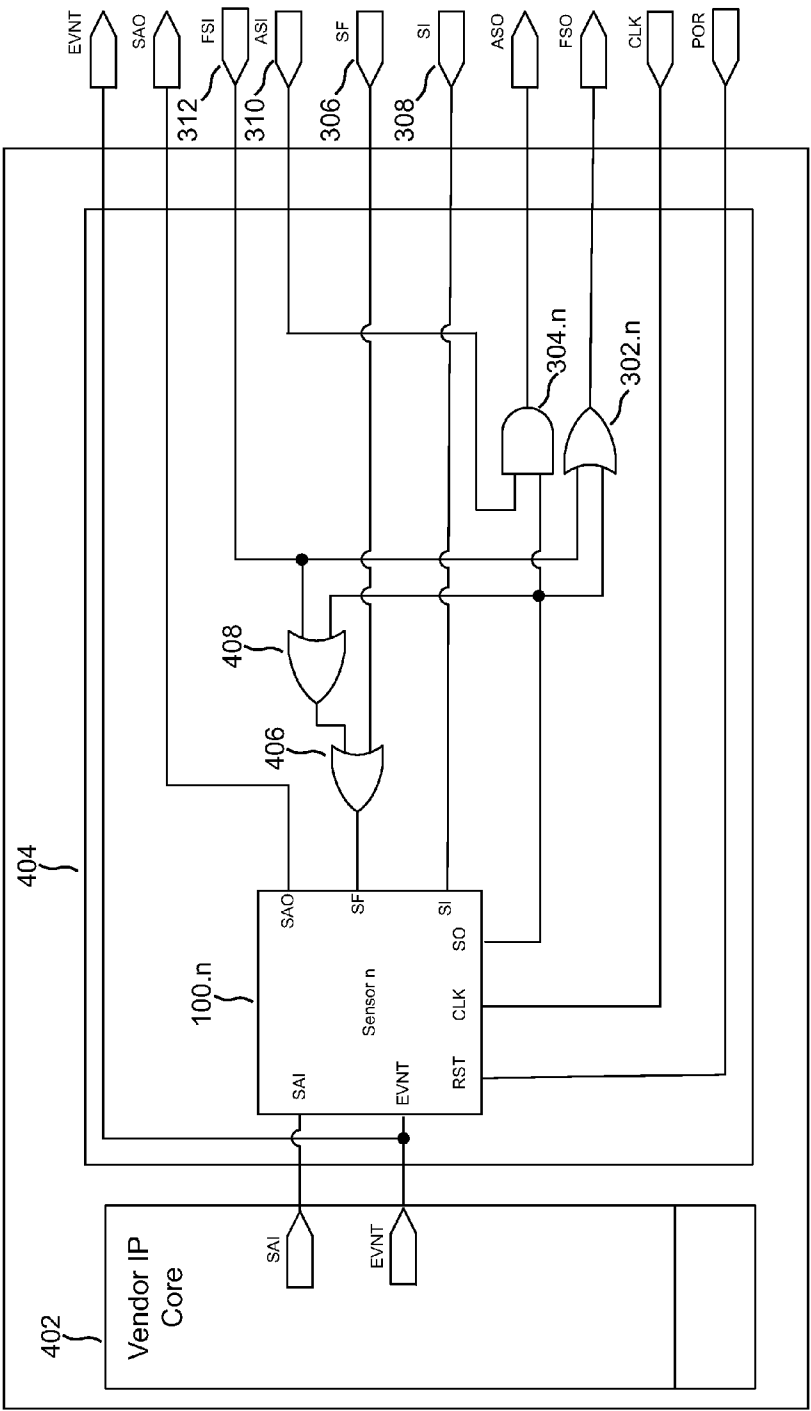 EVNT
SAO
FSI
ASI
SF
SI
ASO
FSO
CLK
POR
312
310
306
308
304.n
302.n
408
406
404
SAO
SF
SI
SO
CLK
RST
100.n
Sensor n
SAI
EVNT
SAI
EVNT
402
Vendor IP
Core